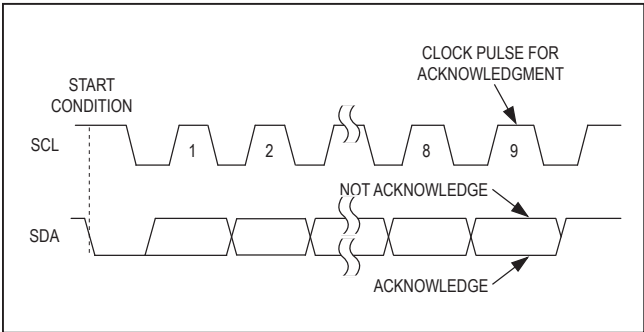 CLOCK PULSE FOR
ACKNOWLEDGMENT
START
CONDITION
SCL
1
2
8
9
NOT ACKNOWLEDGE
SDA
ACKNOWLEDGE